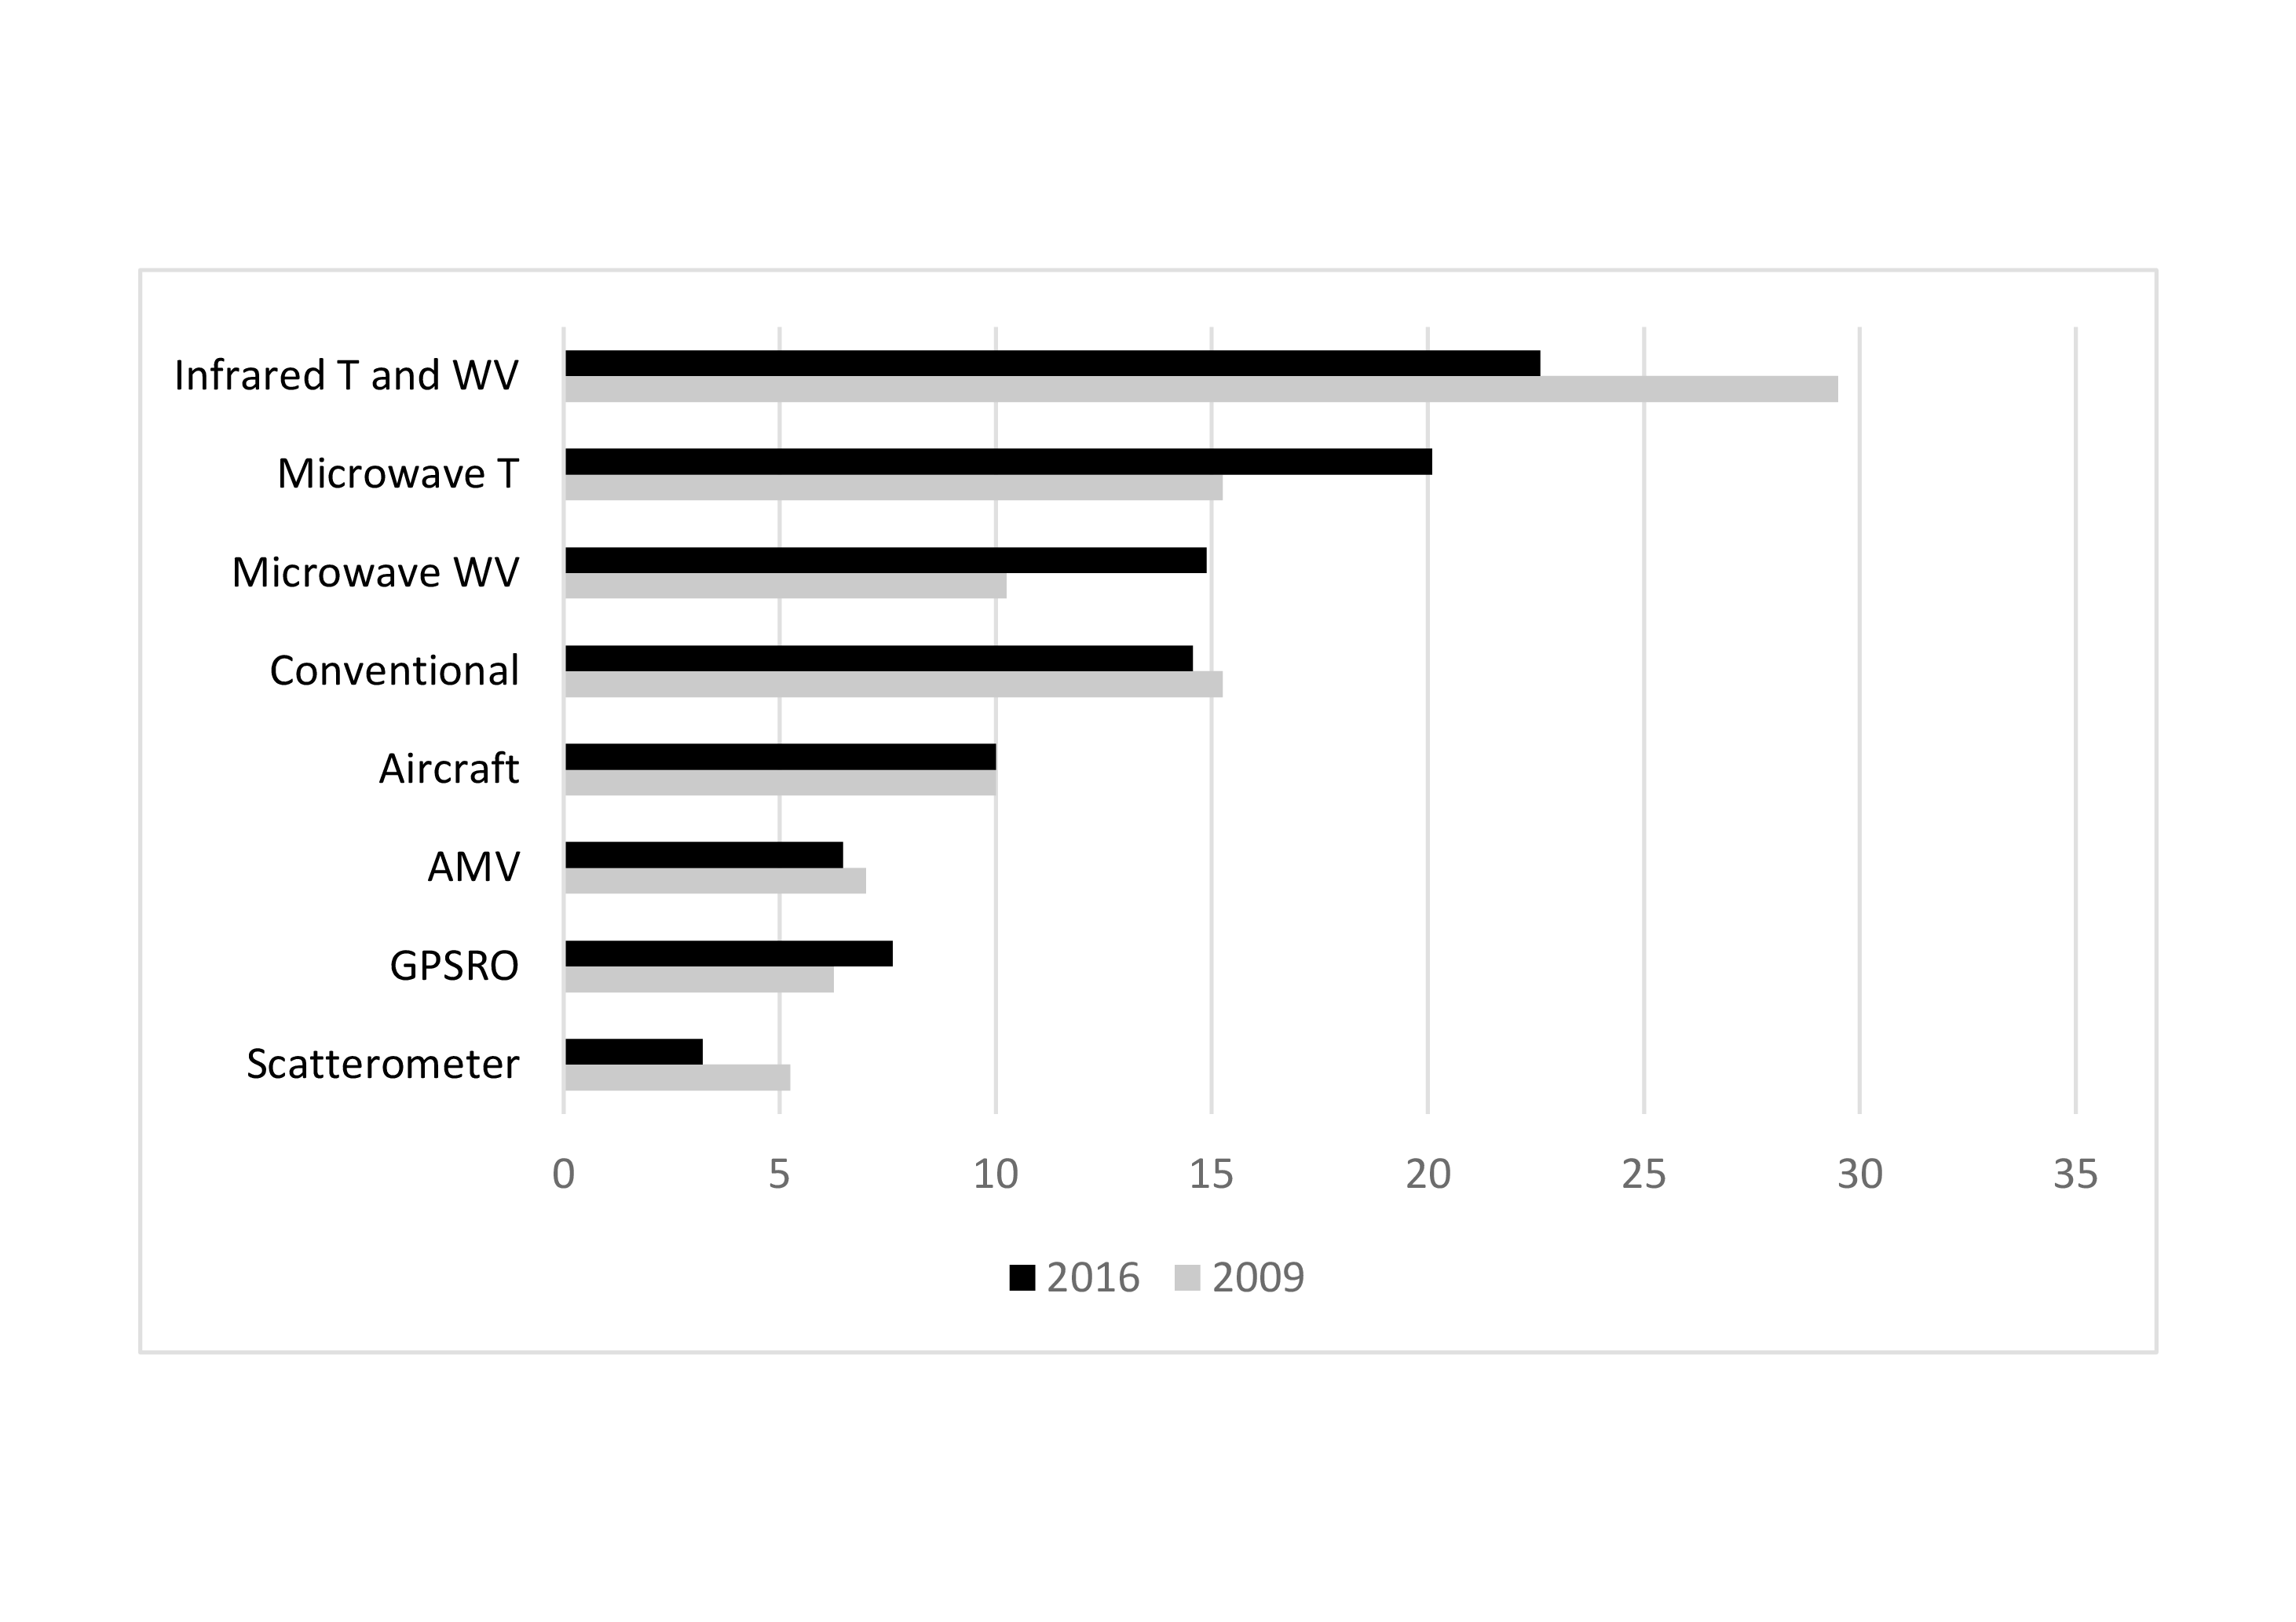 Infrared T and WV
Microwave T
Microwave WV
Conventional
Aircraft
AMV
GPSRO
Scatterometer
0 5 10 15 20 25 30 35
2016 2009